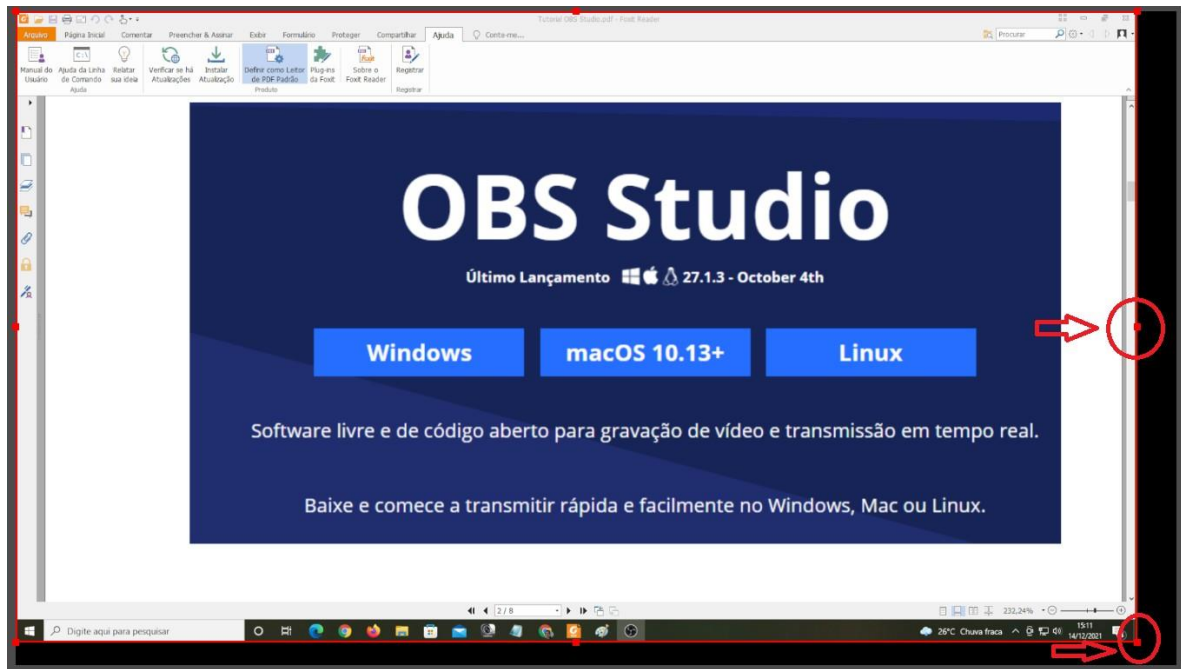 Tutorial OBS Studio.pdf - Foxit Reader
Arquivo Página Inicial Comentar Preencher & Assinar Exibir Formulário Proteger Compartilhar Ajuda Conte-me... Procurar
Manual do Usuário
Ajuda da Linha de Comando
Relatar sua ideia
Verificar se há Atualizações
Instalar Atualização
Definir como Leitor de PDF Padrão
Plug-ins da Foxit
Sobre o Foxit Reader
Registrar
Ajuda Produto Registrar
OBS Studio
Último Lançamento 27.1.3 - October 4th
Windows macOS 10.13+ Linux
Software livre e de código aberto para gravação de vídeo e transmissão em tempo real.
Baixe e comece a transmitir rápida e facilmente no Windows, Mac ou Linux.
2 / 8 232,24%
Digite aqui para pesquisar 26°C Chuva fraca 15:11
14/12/2021